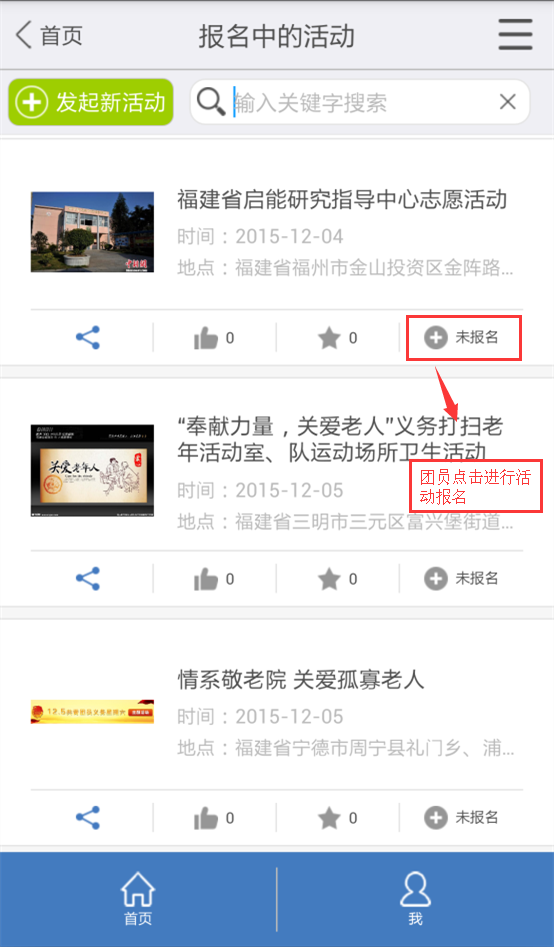 首页
报名中的活动
发起新活动
输入关键字搜索
福建省启能研究指导中心志愿活动
时间：2015-12-04
地点：福建省福州市金山投资区金阵路...
0
0
未报名
“奉献力量，关爱老人”义务打扫老
年活动室、队运动场所卫生活动
团员点击进行活
动报名
时间：2015-12-05
地点：福建省三明市三元区富兴堡街道...
关爱老年人
0
0
未报名
情系敬老院 关爱孤寡老人
时间：2015-12-05
地点：福建省宁德市周宁县礼门乡、浦...
0
0
未报名
首页
我